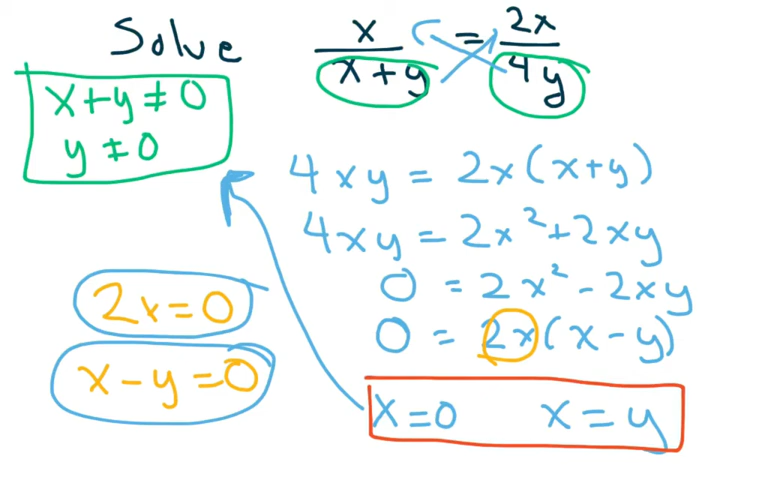 Solve x/(x+y) = 2x/4y
x+y ≠ 0
y ≠ 0
4xy = 2x(x+y)
4xy = 2x²+2xy
0 = 2x² - 2xy
0 = 2x(x-y)
2x=0
x-y=0
x=0 x=y